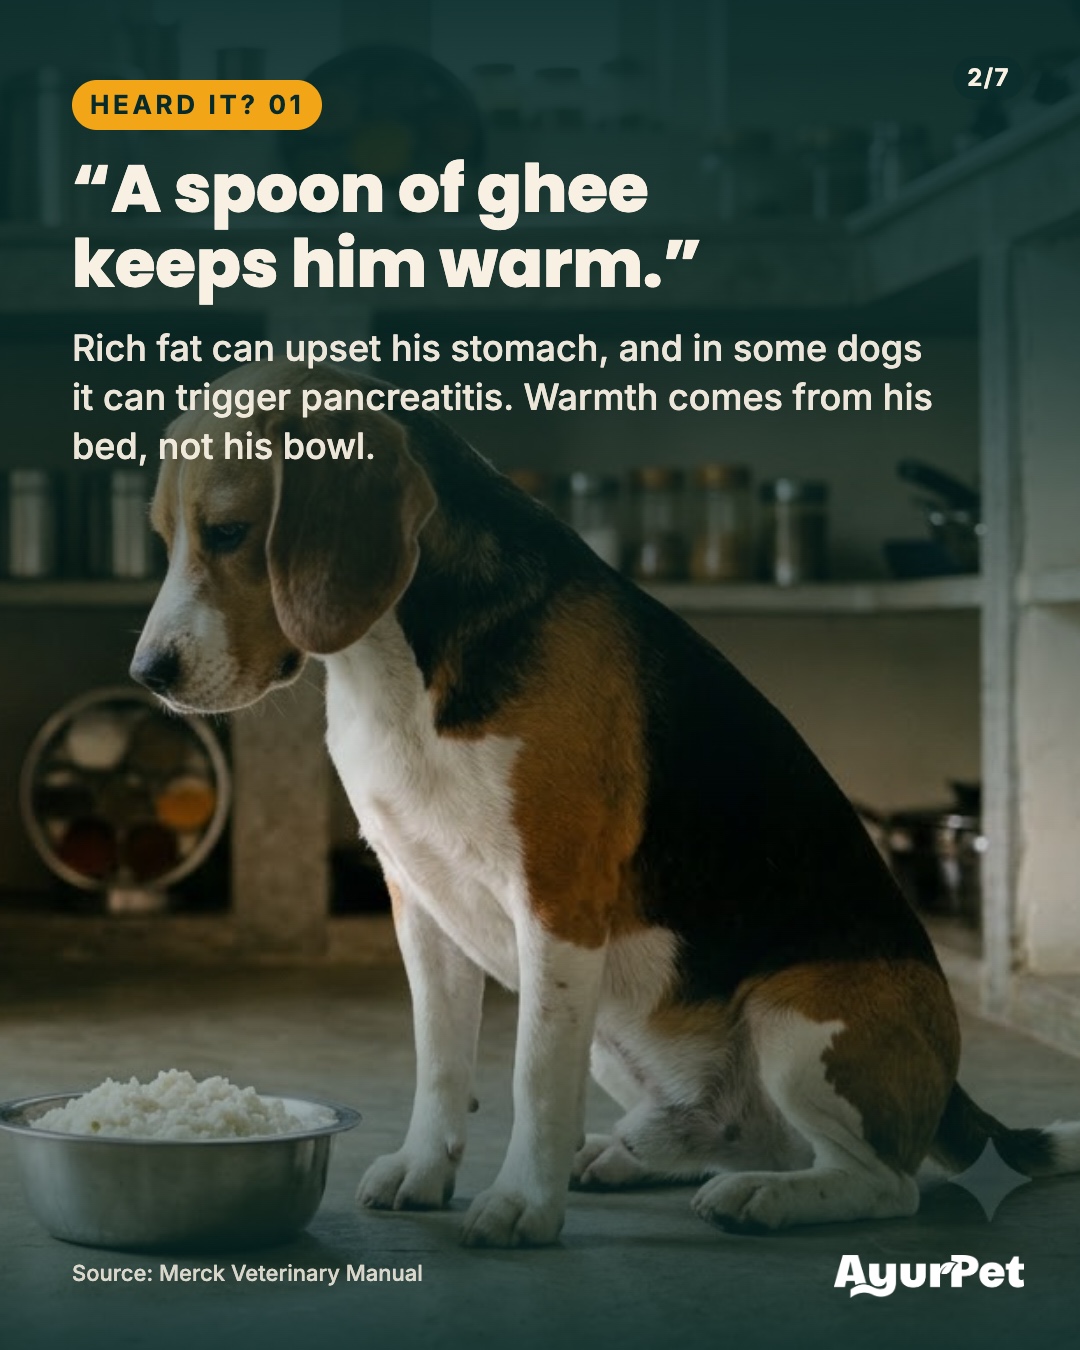 2/7
HEARD IT? 01
“A spoon of ghee
keeps him warm.”
Rich fat can upset his stomach, and in some dogs
it can trigger pancreatitis. Warmth comes from his
bed, not his bowl.
Source: Merck Veterinary Manual
AyurPet